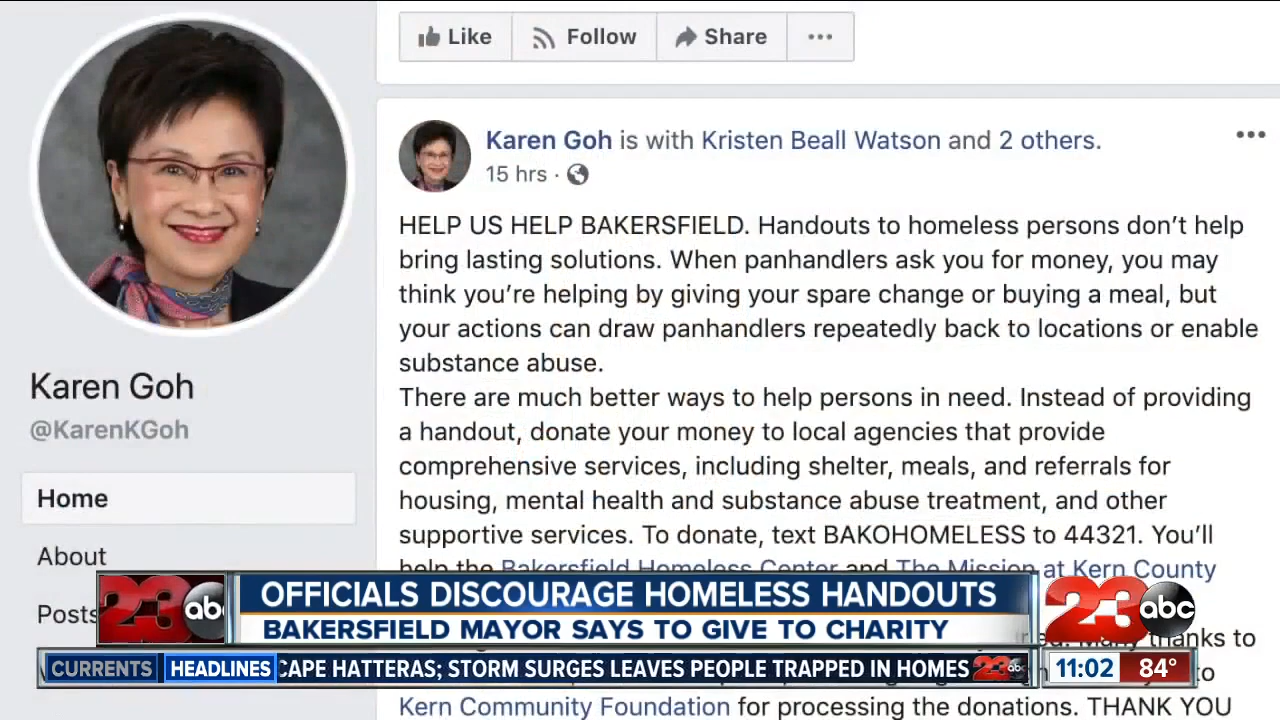 Like Follow Share
Karen Goh is with Kristen Beall Watson and 2 others.
15 hrs ·
HELP US HELP BAKERSFIELD. Handouts to homeless persons don't help
bring lasting solutions. When panhandlers ask you for money, you may
think you're helping by giving your spare change or buying a meal, but
your actions can draw panhandlers repeatedly back to locations or enable
substance abuse.
There are much better ways to help persons in need. Instead of providing
a handout, donate your money to local agencies that provide
comprehensive services, including shelter, meals, and referrals for
housing, mental health and substance abuse treatment, and other
supportive services. To donate, text BAKOHOMELESS to 44321. You'll
help the Bakersfield Homeless Center and The Mission at Kern County
Many thanks to
to
Kern Community Foundation for processing the donations. THANK YOU
Karen Goh
@KarenKGoh
Home
About
Posts
23 abc
OFFICIALS DISCOURAGE HOMELESS HANDOUTS
BAKERSFIELD MAYOR SAYS TO GIVE TO CHARITY
23 abc
CURRENTS HEADLINES CAPE HATTERAS; STORM SURGES LEAVES PEOPLE TRAPPED IN HOMES 23 abc
11:02 84°